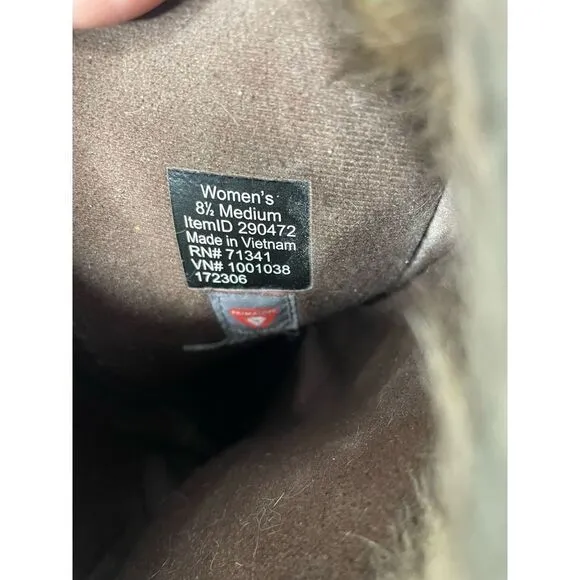 Women's
8½ Medium
ItemID 290472
Made in Vietnam
RN# 71341
VN# 1001038
172306